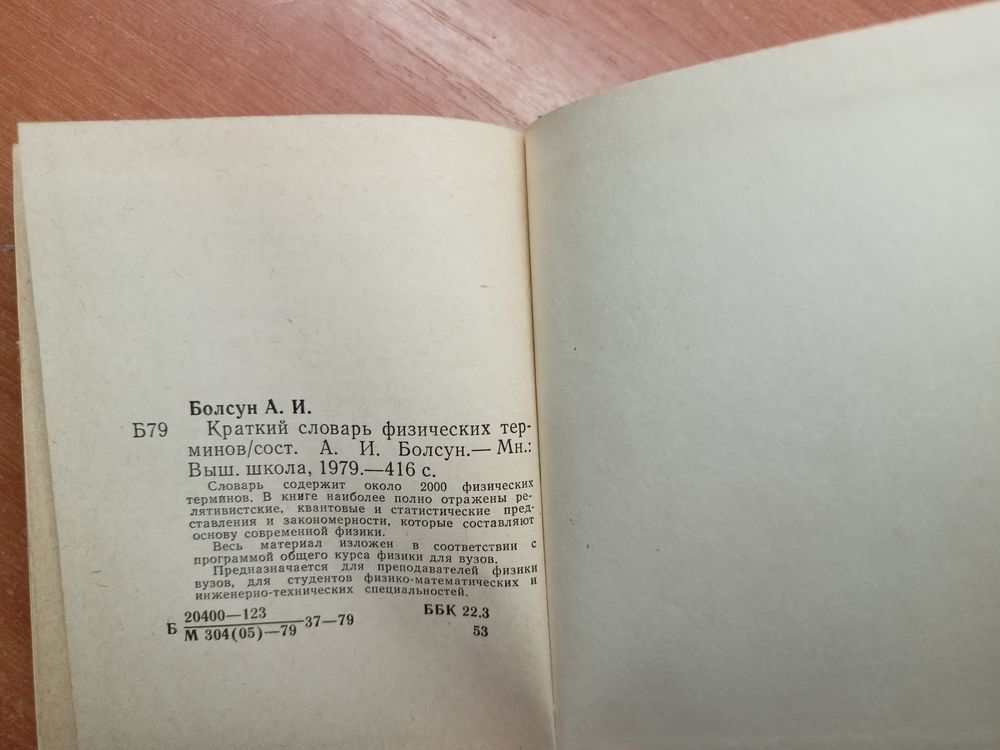 Болсун А. И.
Б79 Краткий словарь физических тер-
минов/сост. А. И. Болсун.— Мн.:
Выш. школа, 1979.—416 с.
Словарь содержит около 2000 физических
терминов. В книге наиболее полно отражены ре-
лятивистские, квантовые и статистические пред-
ставления и закономерности, которые составляют
основу современной физики.
Весь материал изложен в соответствии с
программой общего курса физики для вузов.
Предназначается для преподавателей физики
вузов, для студентов физико-математических и
инженерно-технических специальностей.
20400—123
Б М 304(05)—79 37—79
ББК 22.3
53